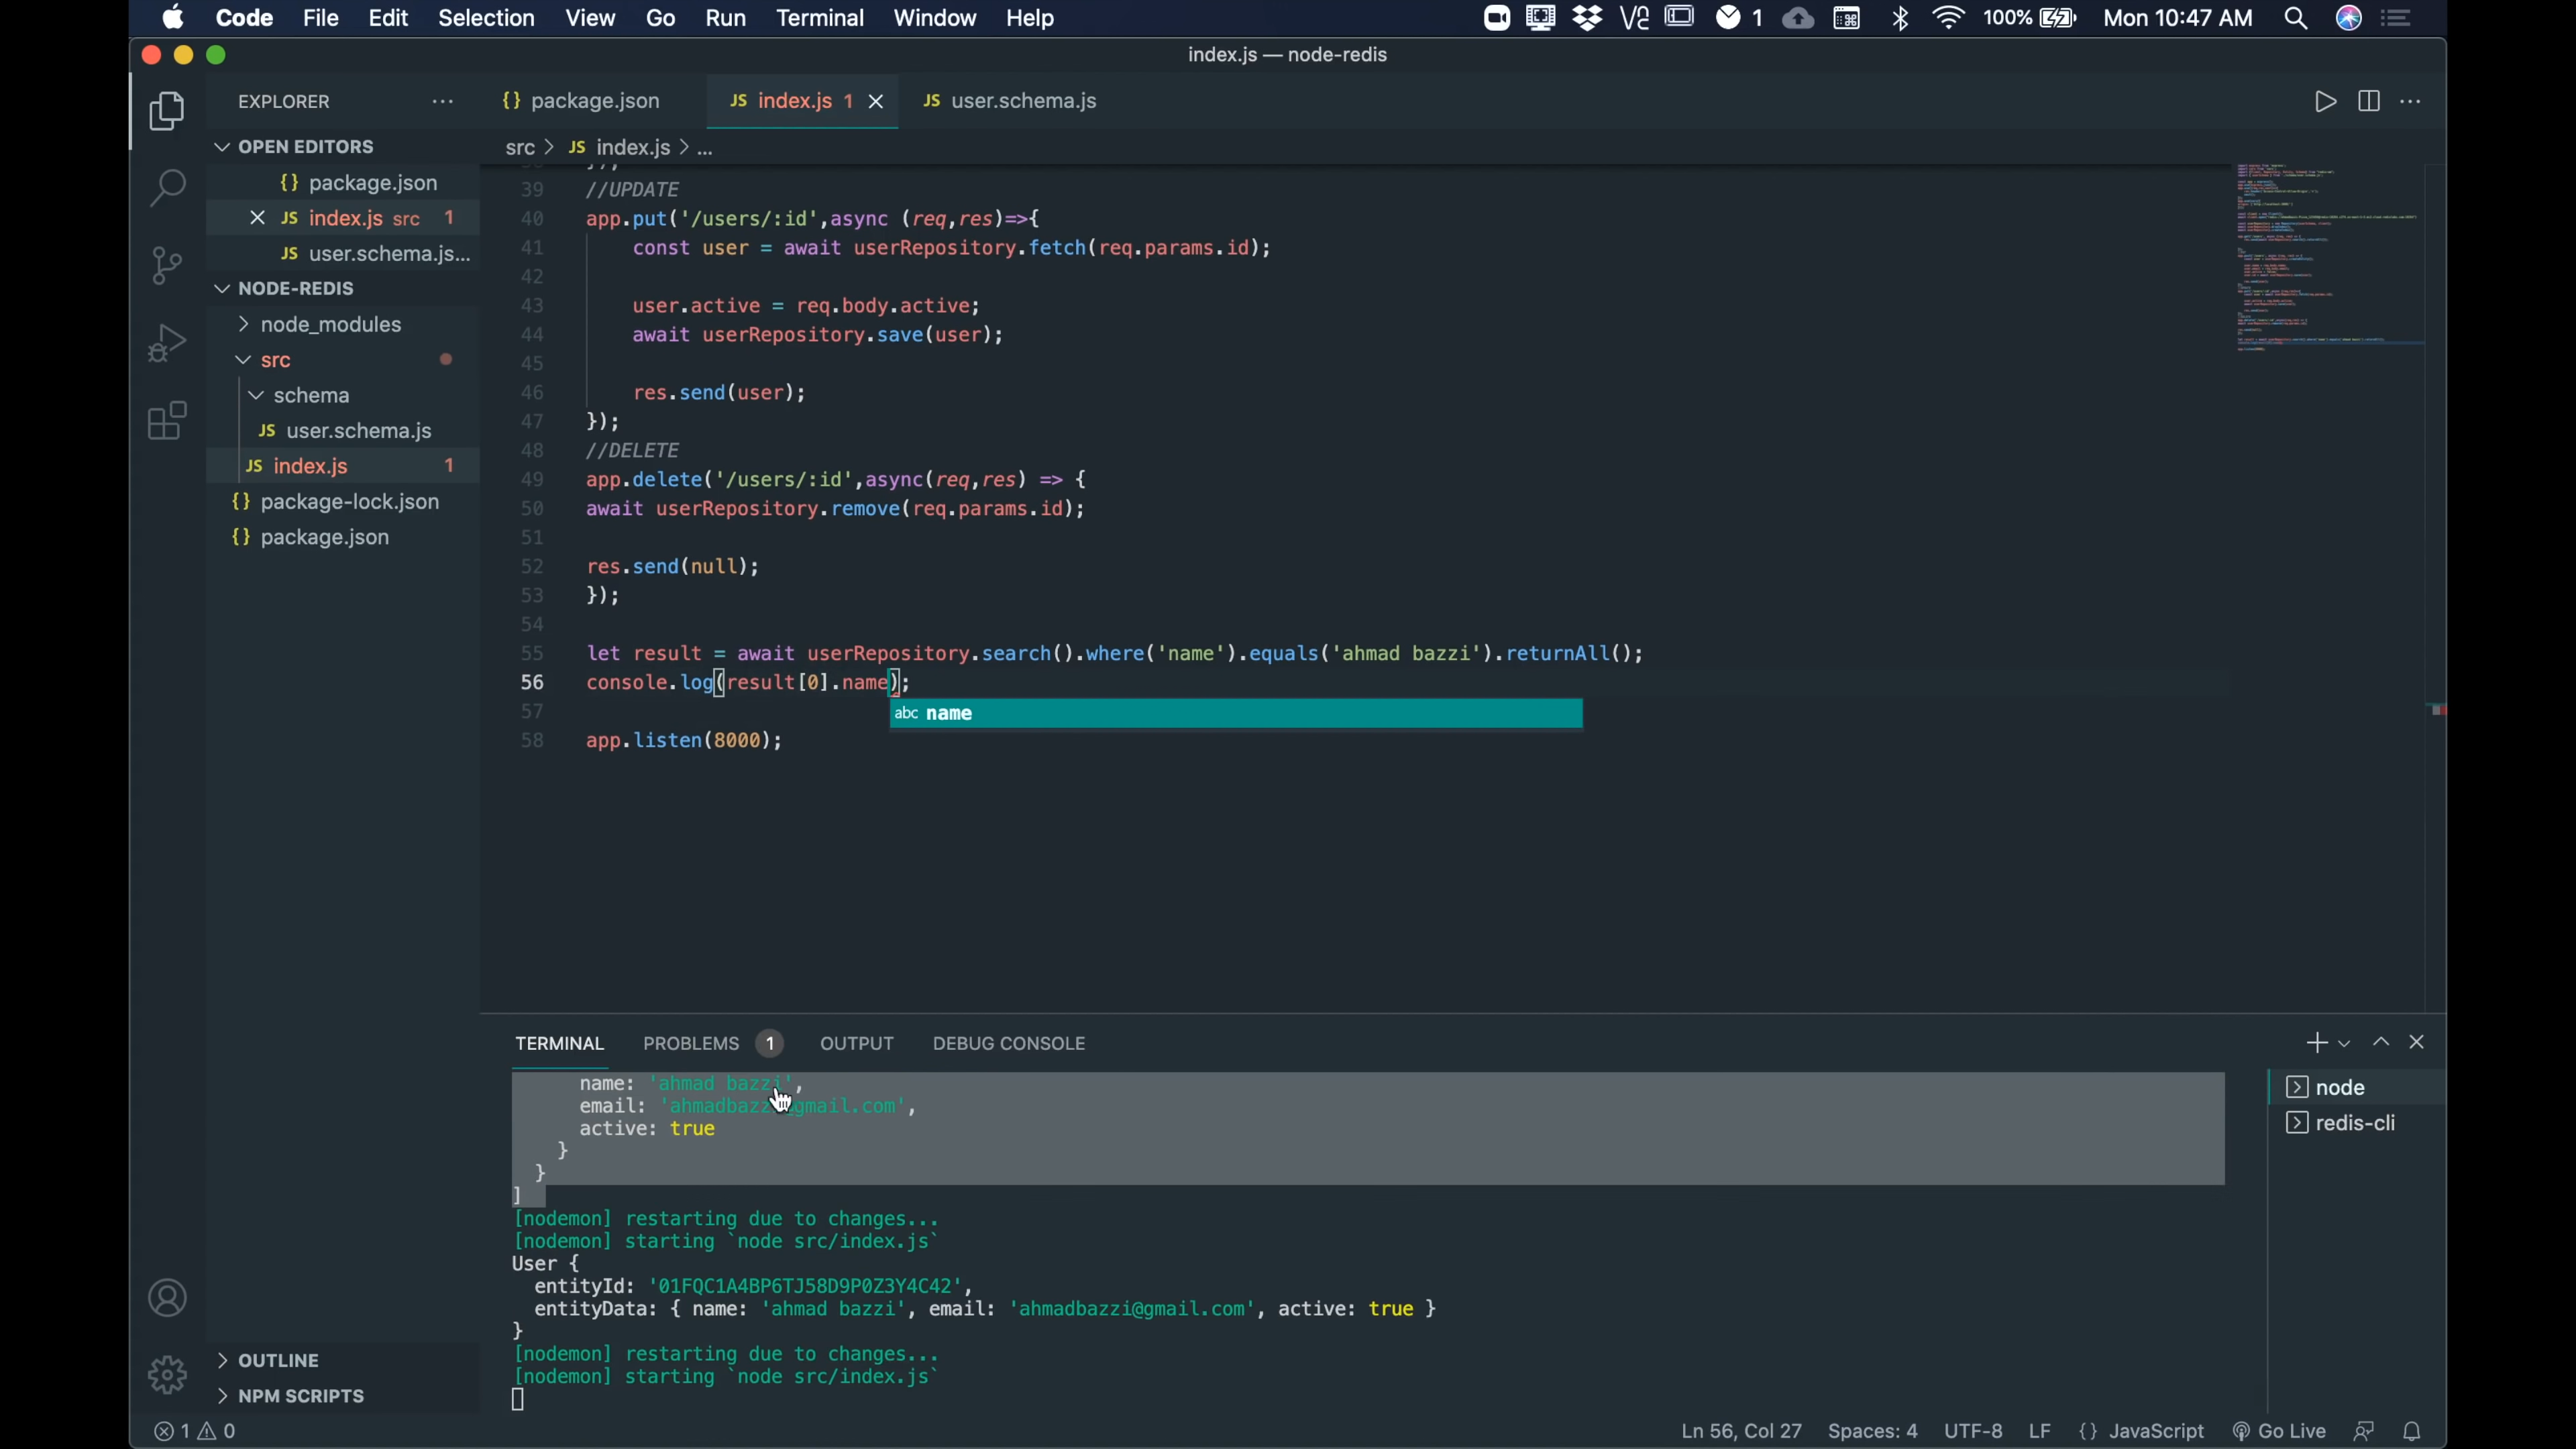 Code File Edit Selection View Go Run Terminal Window Help 1 100% Mon 10:47 AM
index.js — node-redis
EXPLORER ··· {} package.json JS index.js 1 JS user.schema.js
OPEN EDITORS
{} package.json
JS index.js src 1
JS user.schema.js...
NODE-REDIS
node_modules
src
schema
JS user.schema.js
JS index.js 1
{} package-lock.json
{} package.json
OUTLINE
NPM SCRIPTS
src > JS index.js > ...
39 //UPDATE
40 app.put('/users/:id',async (req,res)=>{
41 const user = await userRepository.fetch(req.params.id);
42
43 user.active = req.body.active;
44 await userRepository.save(user);
45
46 res.send(user);
47 });
48 //DELETE
49 app.delete('/users/:id',async(req,res) => {
50 await userRepository.remove(req.params.id);
51
52 res.send(null);
53 });
54
55 let result = await userRepository.search().where('name').equals('ahmad bazzi').returnAll();
56 console.log(result[0].name);
abc name
57
58 app.listen(8000);
TERMINAL PROBLEMS 1 OUTPUT DEBUG CONSOLE
name: 'ahmad bazzi',
email: 'ahmadbazzi@gmail.com',
active: true
}
}
]
[nodemon] restarting due to changes...
[nodemon] starting `node src/index.js`
User {
entityId: '01FQC1A4BP6TJ58D9P0Z3Y4C42',
entityData: { name: 'ahmad bazzi', email: 'ahmadbazzi@gmail.com', active: true }
}
[nodemon] restarting due to changes...
[nodemon] starting `node src/index.js`
node
redis-cli
1 0 Ln 56, Col 27 Spaces: 4 UTF-8 LF {} JavaScript Go Live